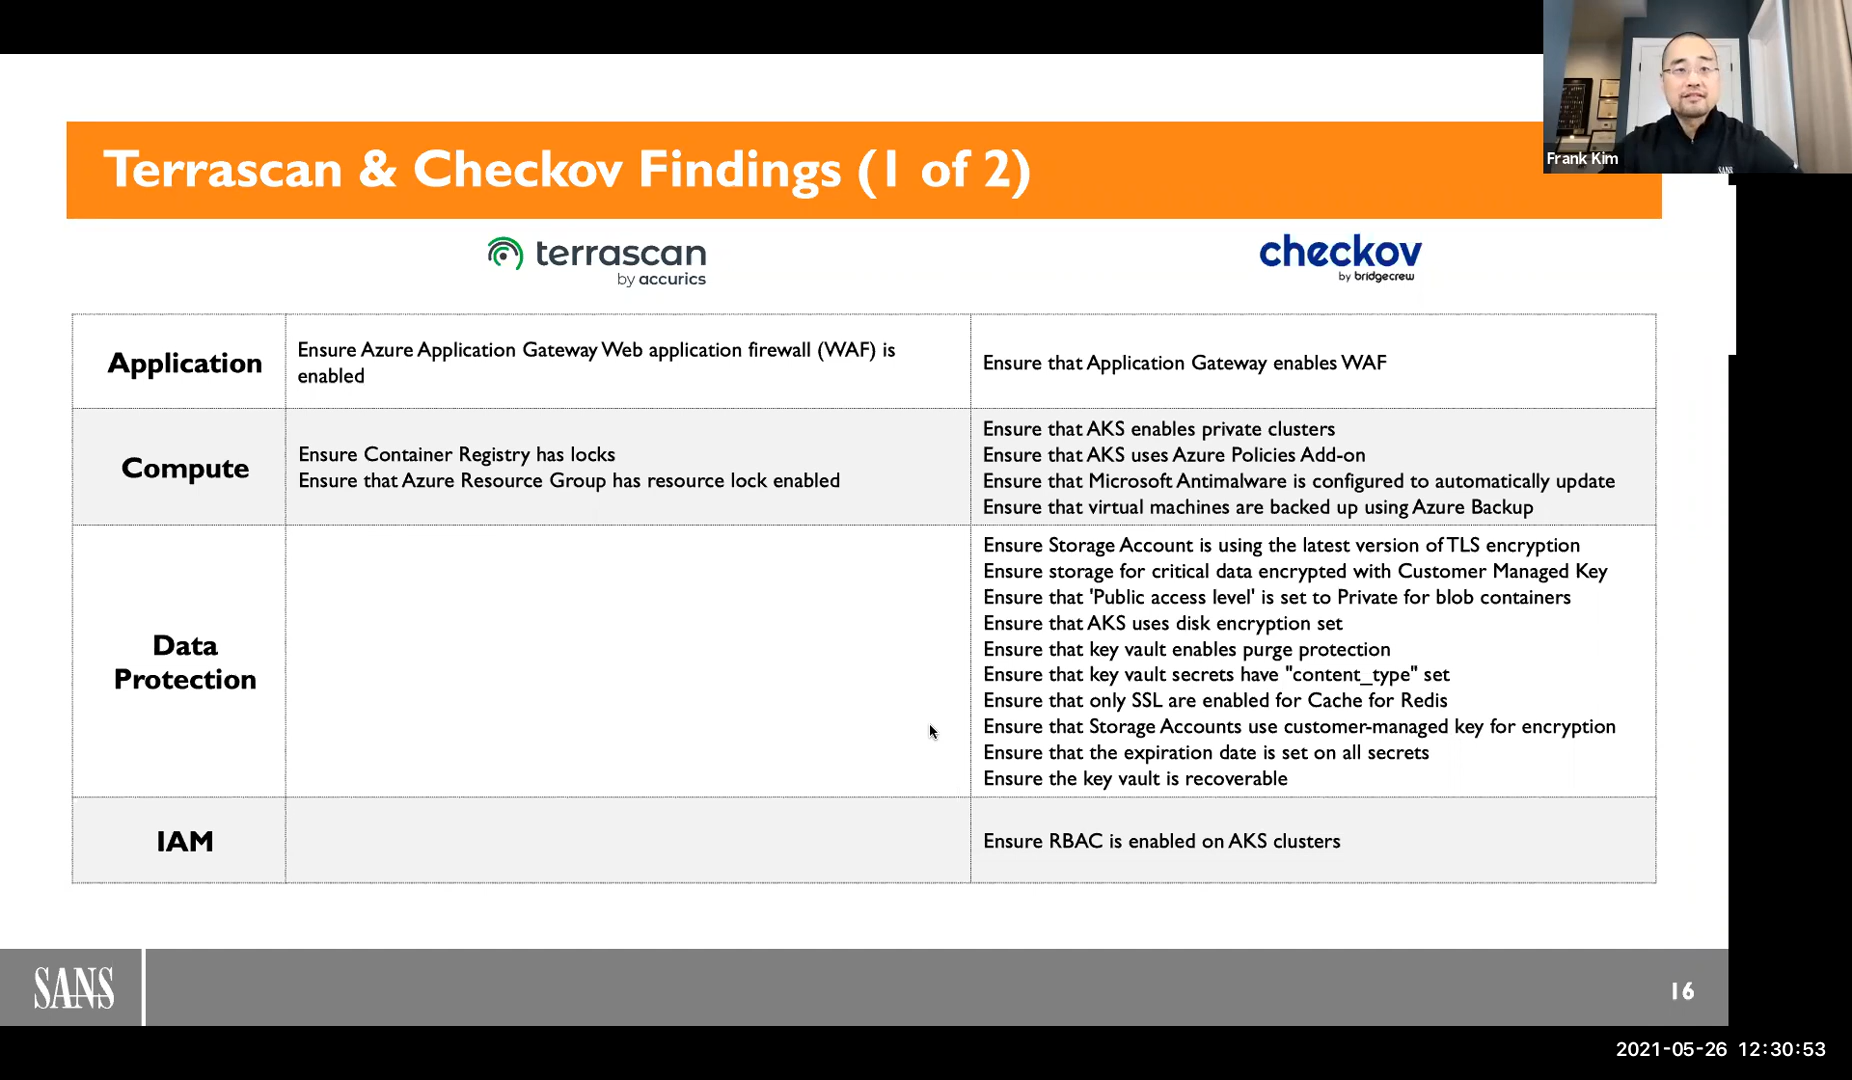 Frank Kim
Terrascan & Checkov Findings (1 of 2)
terrascan
by accurics
checkov
by bridgecrew
Application
Ensure Azure Application Gateway Web application firewall (WAF) is
enabled
Ensure that Application Gateway enables WAF
Compute
Ensure Container Registry has locks
Ensure that Azure Resource Group has resource lock enabled
Ensure that AKS enables private clusters
Ensure that AKS uses Azure Policies Add-on
Ensure that Microsoft Antimalware is configured to automatically update
Ensure that virtual machines are backed up using Azure Backup
Data
Protection
Ensure Storage Account is using the latest version of TLS encryption
Ensure storage for critical data encrypted with Customer Managed Key
Ensure that 'Public access level' is set to Private for blob containers
Ensure that AKS uses disk encryption set
Ensure that key vault enables purge protection
Ensure that key vault secrets have "content_type" set
Ensure that only SSL are enabled for Cache for Redis
Ensure that Storage Accounts use customer-managed key for encryption
Ensure that the expiration date is set on all secrets
Ensure the key vault is recoverable
IAM
Ensure RBAC is enabled on AKS clusters
SANS
16
2021-05-26 12:30:53